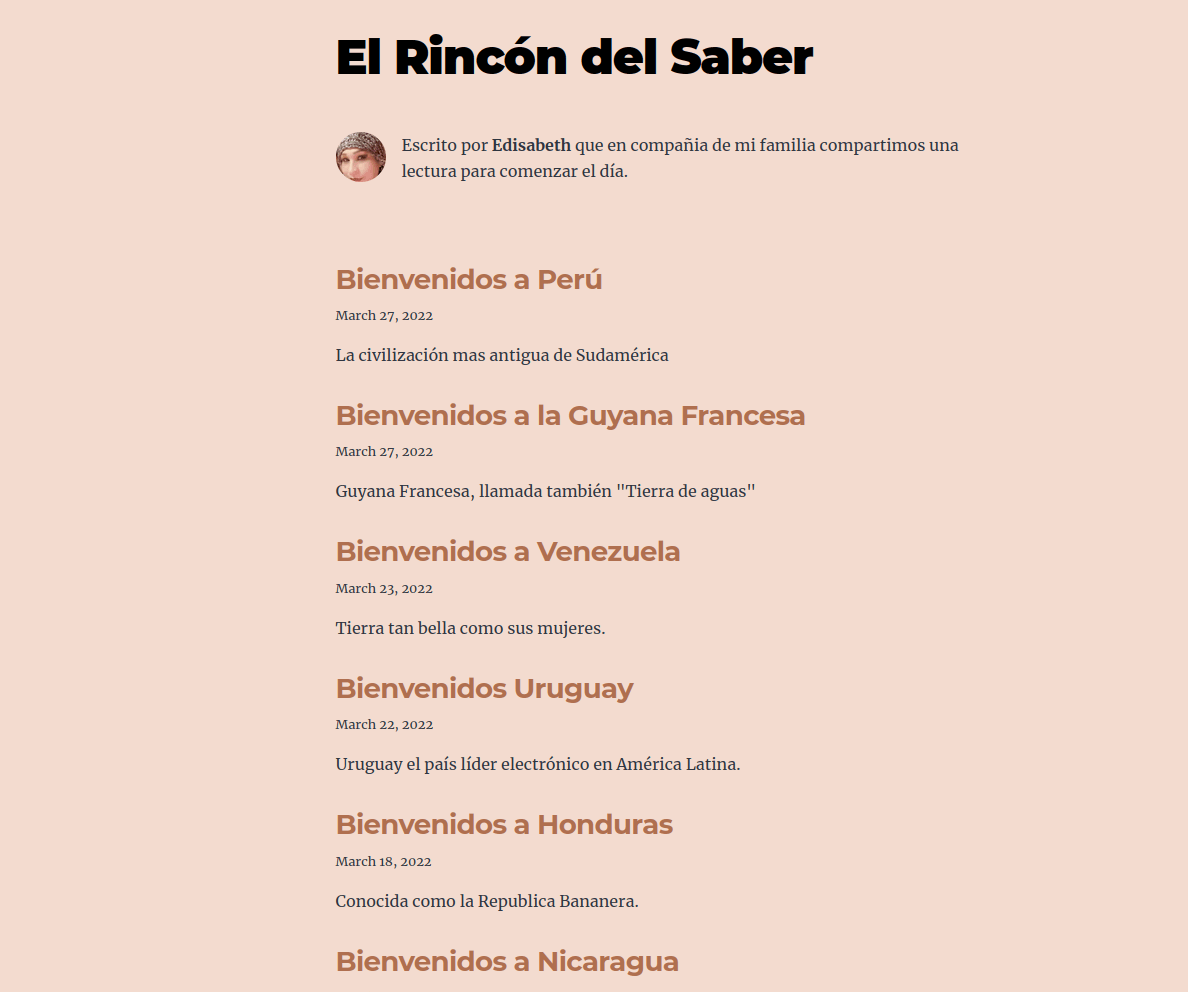 El Rincón del Saber
Escrito por Edisabeth que en compañia de mi familia compartimos una
lectura para comenzar el día.
Bienvenidos a Perú
March 27, 2022
La civilización mas antigua de Sudamérica
Bienvenidos a la Guyana Francesa
March 27, 2022
Guyana Francesa, llamada también "Tierra de aguas"
Bienvenidos a Venezuela
March 23, 2022
Tierra tan bella como sus mujeres.
Bienvenidos Uruguay
March 22, 2022
Uruguay el país líder electrónico en América Latina.
Bienvenidos a Honduras
March 18, 2022
Conocida como la Republica Bananera.
Bienvenidos a Nicaragua